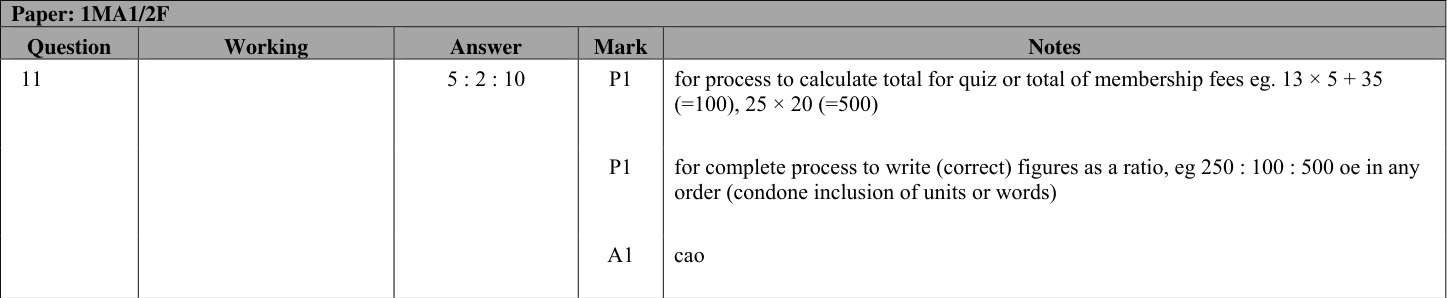 Paper: 1MA1/2F
Question Working Answer Mark Notes
11 5 : 2 : 10 P1 for process to calculate total for quiz or total of membership fees eg. 13 × 5 + 35
(=100), 25 × 20 (=500)
P1 for complete process to write (correct) figures as a ratio, eg 250 : 100 : 500 oe in any
order (condone inclusion of units or words)
A1 cao